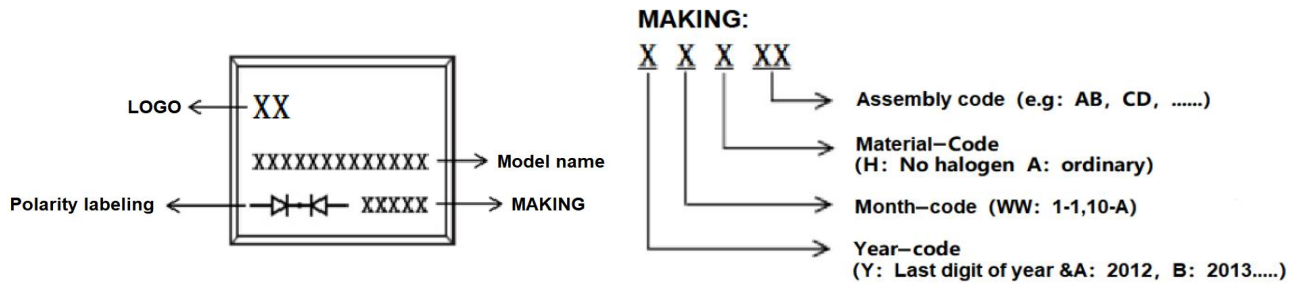 MAKING:
X X X XX
LOGO
XX
Assembly code (e.g: AB, CD, ......)
Material-Code
(H: No halogen A: ordinary)
XXXXXXXXXXXXX
Model name
Polarity labeling
XXXXX
MAKING
Month-code (WW: 1-1,10-A)
Year-code
(Y: Last digit of year &A: 2012, B: 2013.....)